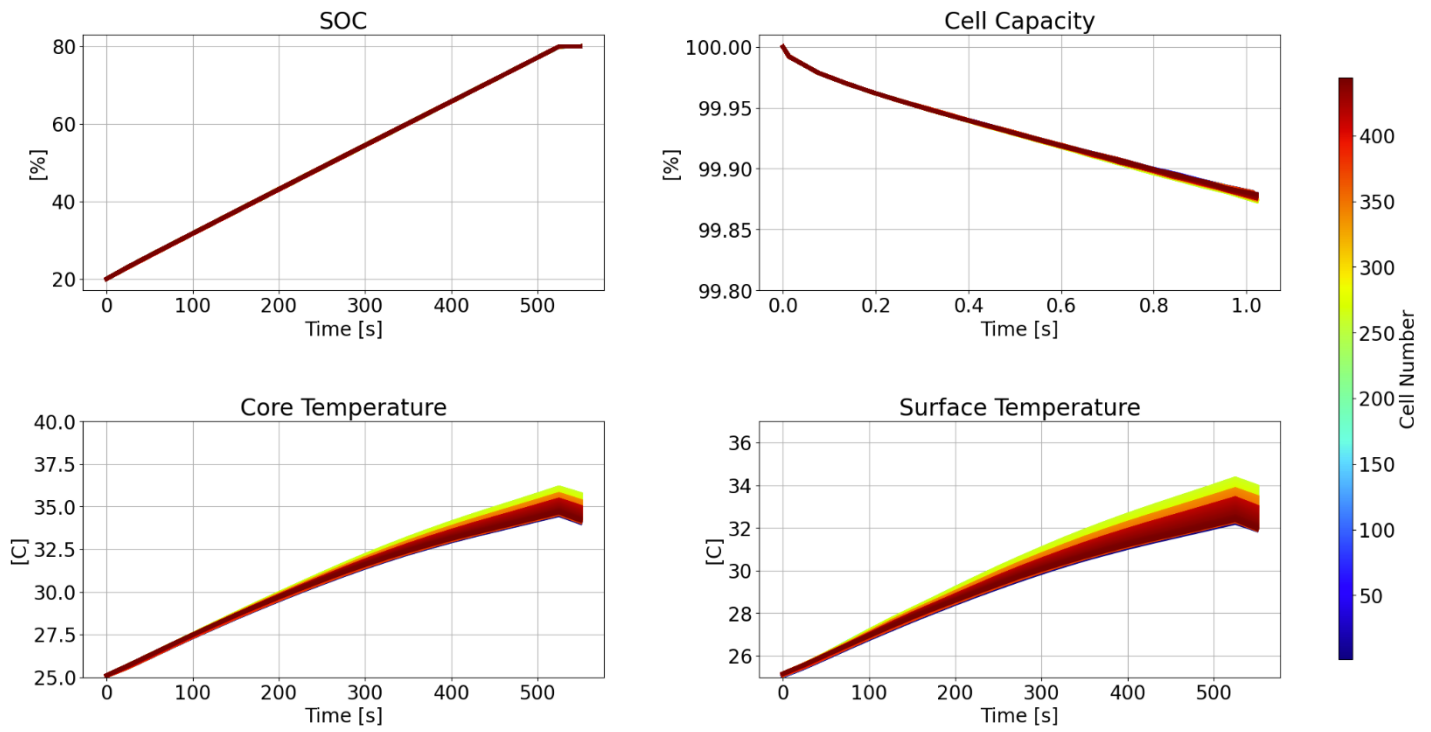 SOC
80
60
40
20
[%]
0 100 200 300 400 500
Time [s]
Cell Capacity
100.00
99.95
99.90
99.85
99.80
[%]
0.0 0.2 0.4 0.6 0.8 1.0
Time [s]
Core Temperature
40.0
37.5
35.0
32.5
30.0
27.5
25.0
[C]
0 100 200 300 400 500
Time [s]
Surface Temperature
36
34
32
30
28
26
[C]
0 100 200 300 400 500
Time [s]
400
350
300
250
200
150
100
50
Cell Number